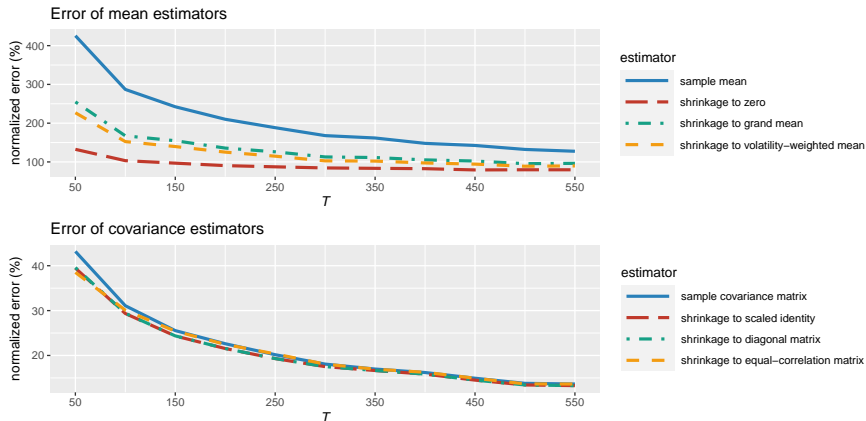 Error of mean estimators
normalized error (%)
400
300
200
100
50
150
250
350
450
550
T
estimator
sample mean
shrinkage to zero
shrinkage to grand mean
shrinkage to volatility−weighted mean
Error of covariance estimators
normalized error (%)
40
30
20
50
150
250
350
450
550
T
estimator
sample covariance matrix
shrinkage to scaled identity
shrinkage to diagonal matrix
shrinkage to equal−correlation matrix